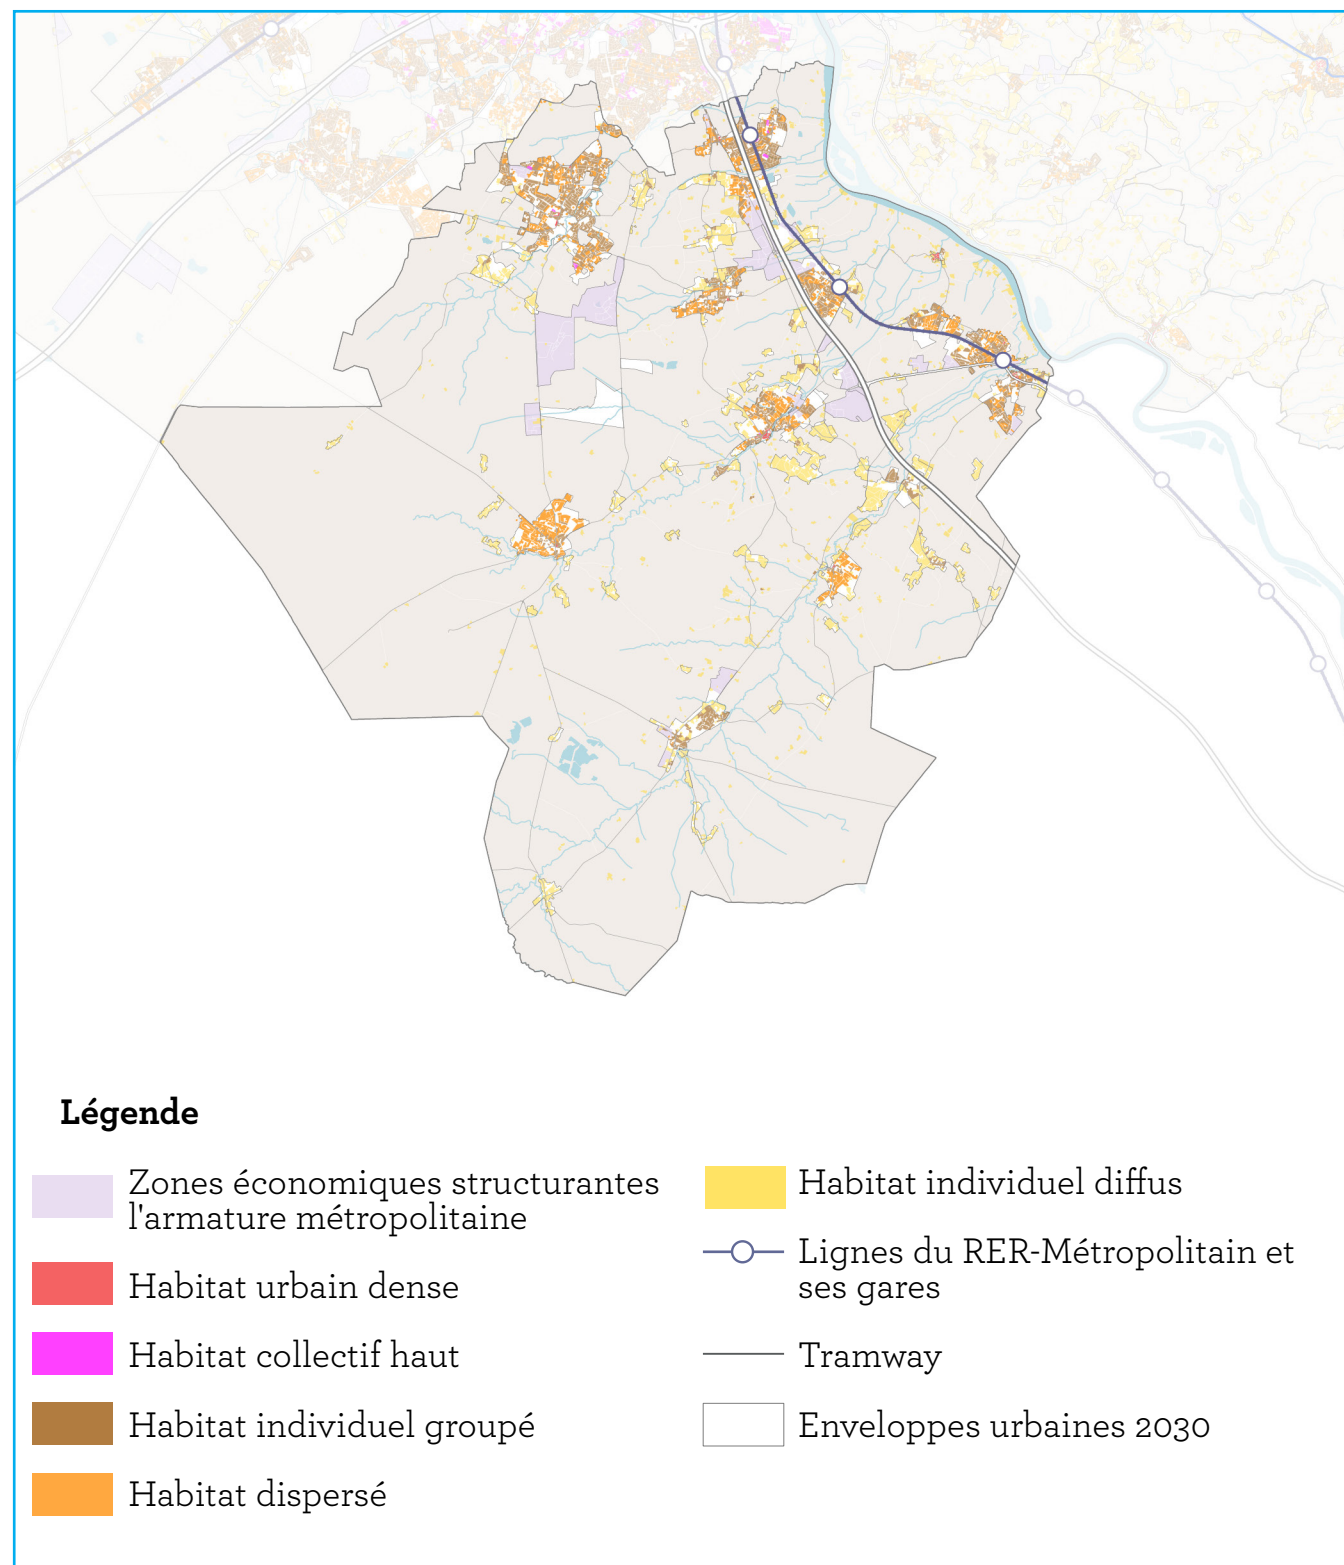 Légende
Zones économiques structurantes
l'armature métropolitaine
Habitat urbain dense
Habitat collectif haut
Habitat individuel groupé
Habitat dispersé
Habitat individuel diffus
Lignes du RER-Métropolitain et
ses gares
Tramway
Enveloppes urbaines 2030